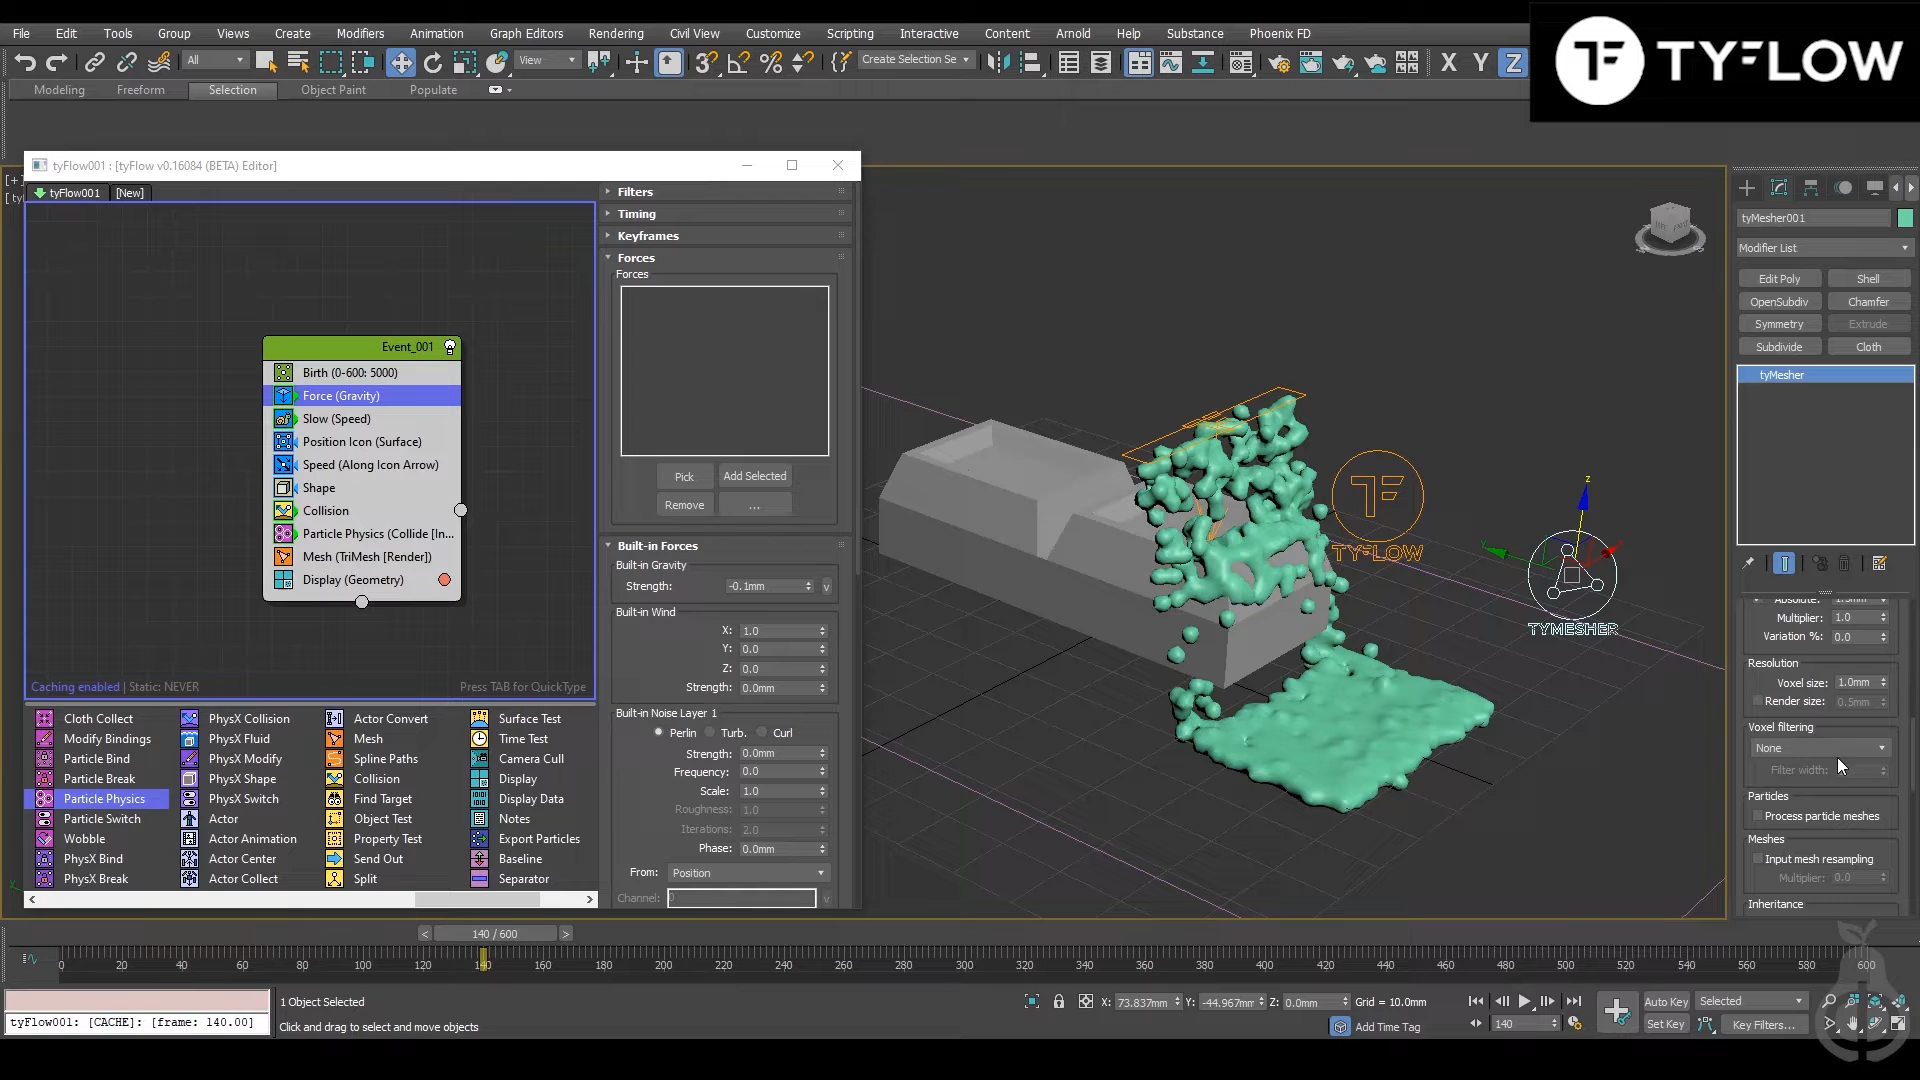 File Edit Tools Group Views Create Modifiers Animation Graph Editors Rendering Civil View Customize Scripting Interactive Content Arnold Help Substance Phoenix FD
TYFLOW
All
View
Create Selection Se
X Y Z
Modeling Freeform Selection Object Paint Populate
tyFlow001 : [tyFlow v0.16084 (BETA) Editor]
tyFlow001 [New]
Event_001
Birth (0-600: 5000)
Force (Gravity)
Slow (Speed)
Position Icon (Surface)
Speed (Along Icon Arrow)
Shape
Collision
Particle Physics (Collide [In...
Mesh (TriMesh [Render])
Display (Geometry)
Caching enabled | Static: NEVER
Press TAB for QuickType
Cloth Collect PhysX Collision Actor Convert Surface Test
Modify Bindings PhysX Fluid Mesh Time Test
Particle Bind PhysX Modify Spline Paths Camera Cull
Particle Break PhysX Shape Collision Display
Particle Physics PhysX Switch Find Target Display Data
Particle Switch Actor Object Test Notes
Wobble Actor Animation Property Test Export Particles
PhysX Bind Actor Center Send Out Baseline
PhysX Break Actor Collect Split Separator
Filters
Timing
Keyframes
Forces
Forces
Pick Add Selected
Remove ...
Built-in Forces
Built-in Gravity
Strength: -0.1mm
Built-in Wind
X: 1.0
Y: 0.0
Z: 0.0
Strength: 0.0mm
Built-in Noise Layer 1
Perlin Turb. Curl
Strength: 0.0mm
Frequency: 0.0
Scale: 1.0
Roughness: 1.0
Iterations: 2.0
Phase: 0.0mm
From: Position
Channel: 0
TYFLOW
z
TYMESHER
tyMesher001
Modifier List
Edit Poly Shell
OpenSubdiv Chamfer
Symmetry Extrude
Subdivide Cloth
tyMesher
Absolute:
Multiplier: 1.0
Variation %: 0.0
Resolution
Voxel size: 1.0mm
Render size: 0.5mm
Voxel filtering
None
Filter width:
Particles
Process particle meshes
Meshes
Input mesh resampling
Multiplier: 0.0
Inheritance
< 140 / 600 >
0 20 40 60 80 100 120 140 160 180 200 220 240 260 280 300 320 340 360 380 400 420 440 460 480 500 520 540 560 580 600
1 Object Selected
X: 73.837mm Y: -44.967mm Z: 0.0mm Grid = 10.0mm
Auto Key Selected
tyFlow001: [CACHE]: [frame: 140.00]
Click and drag to select and move objects
Add Time Tag
140
Set Key Key Filters...